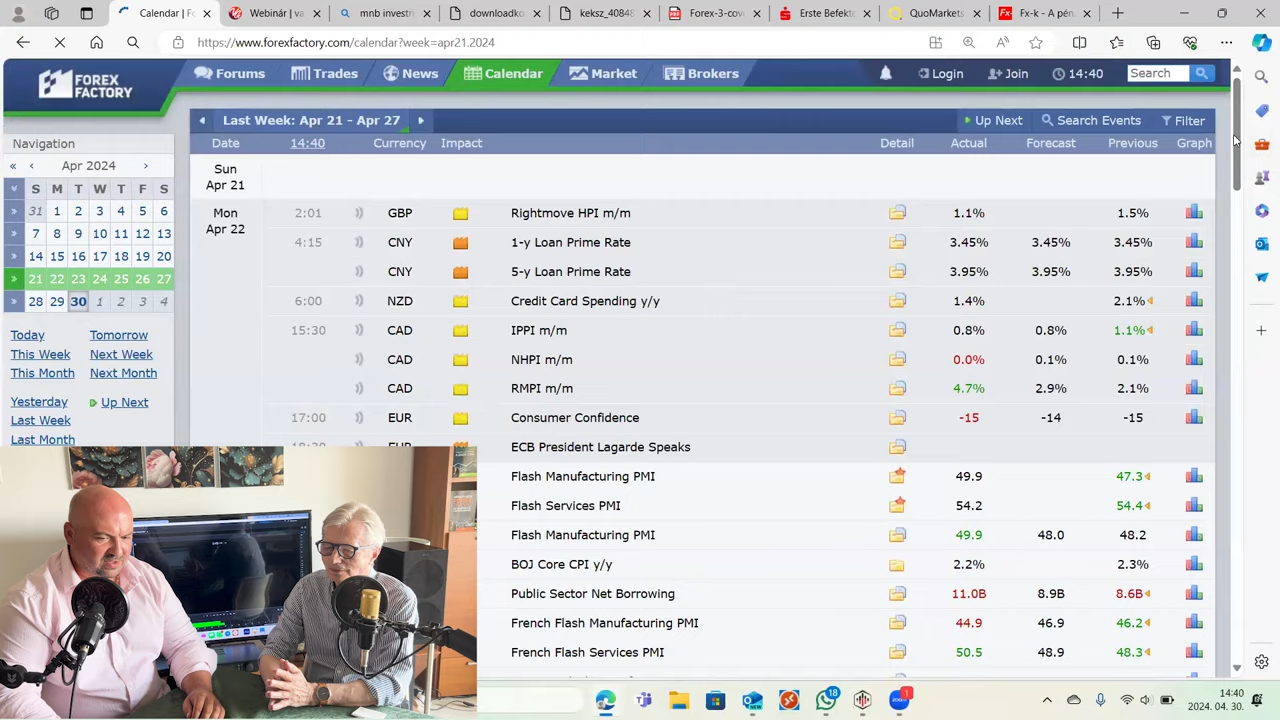 Calendar | Fo
Webinár | va
mnb investn
downloadko
keksz_40848
Forex-3-cove
Erste Befekte
QuoMarkets
Fx-k - A pénz
https://www.forexfactory.com/calendar?week=apr21.2024
FOREX FACTORY
Forums Trades News Calendar Market Brokers
Login Join 14:40 Search
Navigation
Apr 2024
S M T W T F S
31 1 2 3 4 5 6
7 8 9 10 11 12 13
14 15 16 17 18 19 20
21 22 23 24 25 26 27
28 29 30 1 2 3 4
Today Tomorrow
This Week Next Week
This Month Next Month
Yesterday Up Next
Last Week
Last Month
Last Week: Apr 21 - Apr 27 Up Next Search Events Filter
Date 14:40 Currency Impact Detail Actual Forecast Previous Graph
Sun
Apr 21
Mon
Apr 22
2:01 GBP Rightmove HPI m/m 1.1% 1.5%
4:15 CNY 1-y Loan Prime Rate 3.45% 3.45% 3.45%
CNY 5-y Loan Prime Rate 3.95% 3.95% 3.95%
6:00 NZD Credit Card Spending y/y 1.4% 2.1%
15:30 CAD IPPI m/m 0.8% 0.8% 1.1%
CAD NHPI m/m 0.0% 0.1% 0.1%
CAD RMPI m/m 4.7% 2.9% 2.1%
17:00 EUR Consumer Confidence -15 -14 -15
EUR ECB President Lagarde Speaks
Flash Manufacturing PMI 49.9 47.3
Flash Services PMI 54.2 54.4
Flash Manufacturing PMI 49.9 48.0 48.2
BOJ Core CPI y/y 2.2% 2.3%
Public Sector Net Borrowing 11.0B 8.9B 8.6B
French Flash Manufacturing PMI 44.9 46.9 46.2
French Flash Services PMI 50.5 48.9 48.3
18
1
14:40
2024. 04. 30.